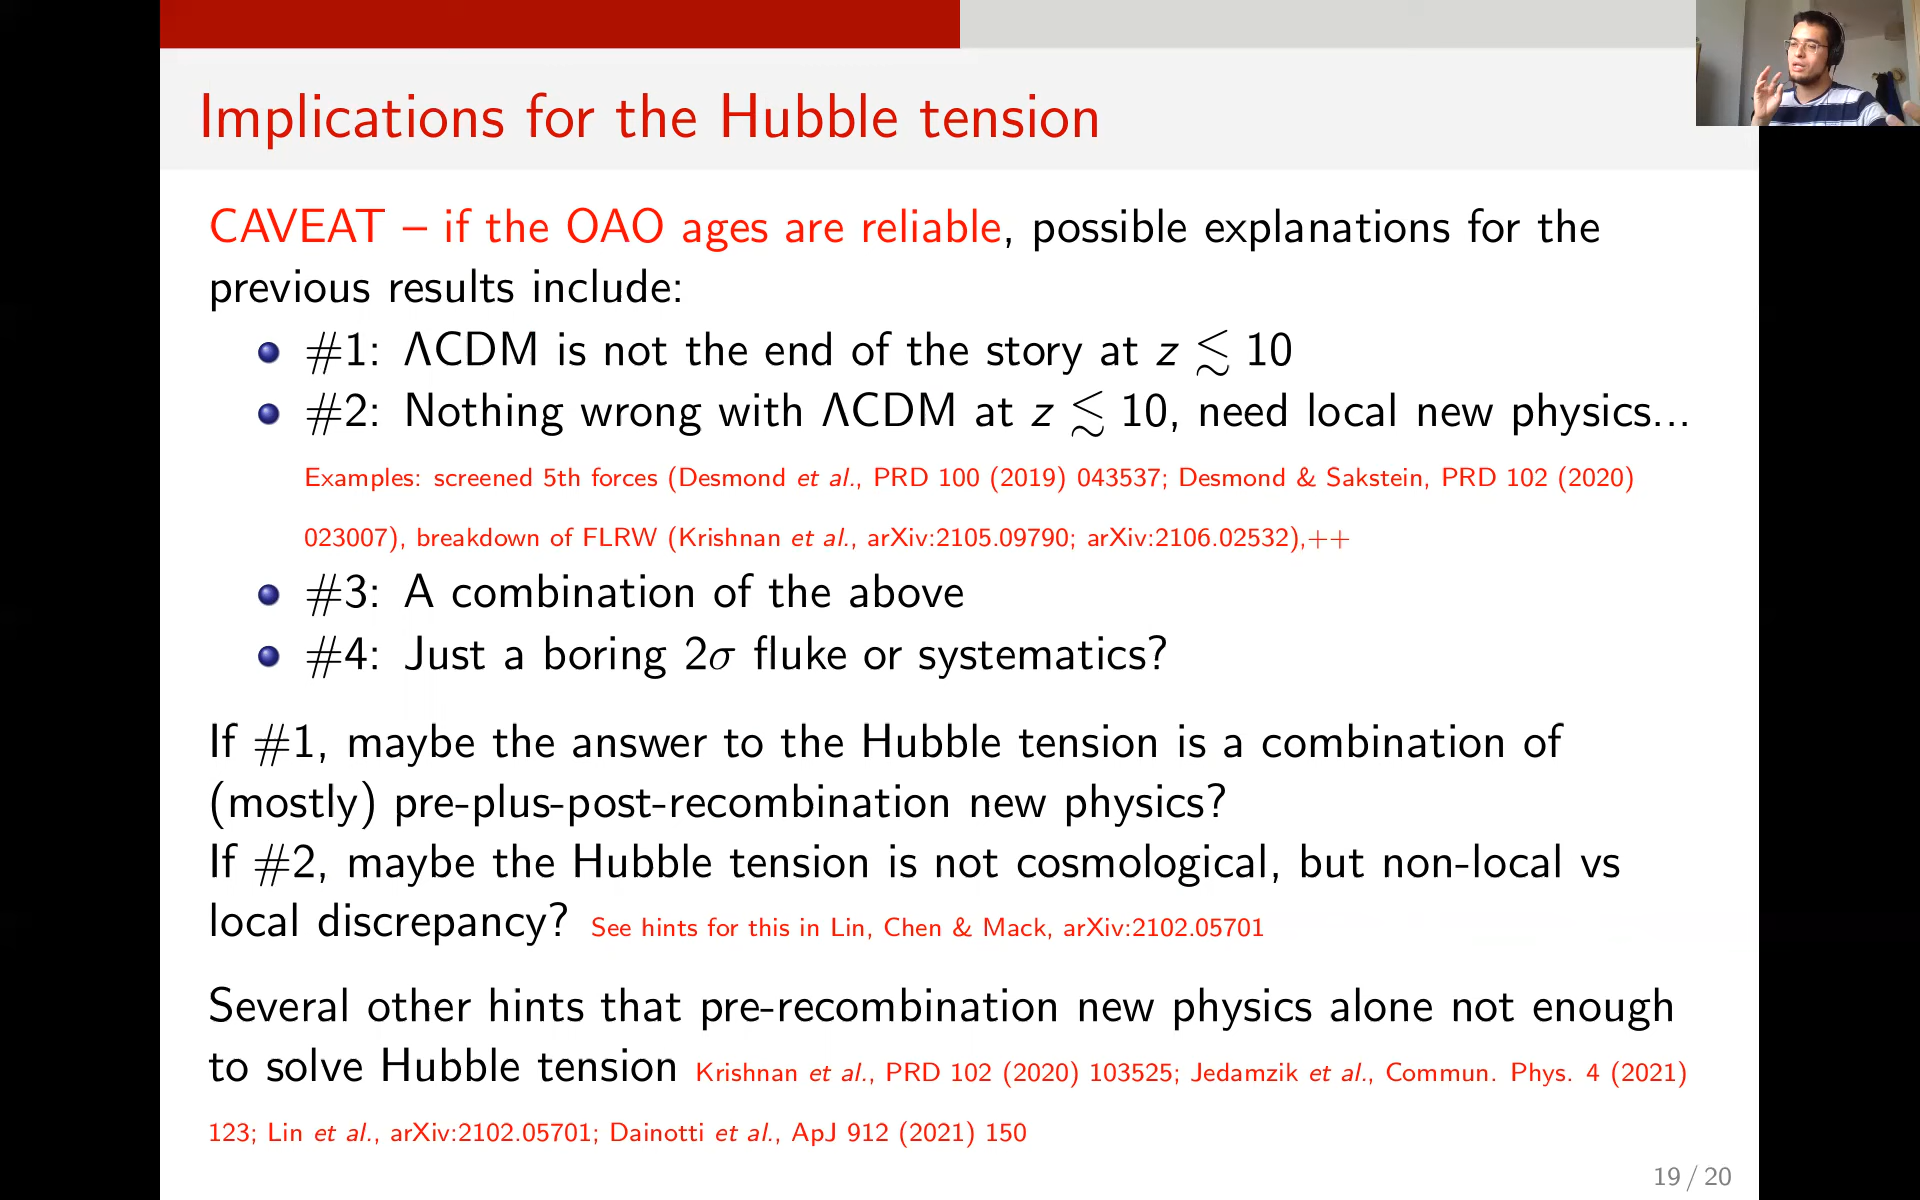 Implications for the Hubble tension
CAVEAT – if the OAO ages are reliable, possible explanations for the
previous results include:
#1: ΛCDM is not the end of the story at z ≲ 10
#2: Nothing wrong with ΛCDM at z ≲ 10, need local new physics...
Examples: screened 5th forces (Desmond et al., PRD 100 (2019) 043537; Desmond & Sakstein, PRD 102 (2020)
023007), breakdown of FLRW (Krishnan et al., arXiv:2105.09790; arXiv:2106.02532),++
#3: A combination of the above
#4: Just a boring 2σ fluke or systematics?
If #1, maybe the answer to the Hubble tension is a combination of
(mostly) pre-plus-post-recombination new physics?
If #2, maybe the Hubble tension is not cosmological, but non-local vs
local discrepancy? See hints for this in Lin, Chen & Mack, arXiv:2102.05701
Several other hints that pre-recombination new physics alone not enough
to solve Hubble tension Krishnan et al., PRD 102 (2020) 103525; Jedamzik et al., Commun. Phys. 4 (2021)
123; Lin et al., arXiv:2102.05701; Dainotti et al., ApJ 912 (2021) 150
19 / 20